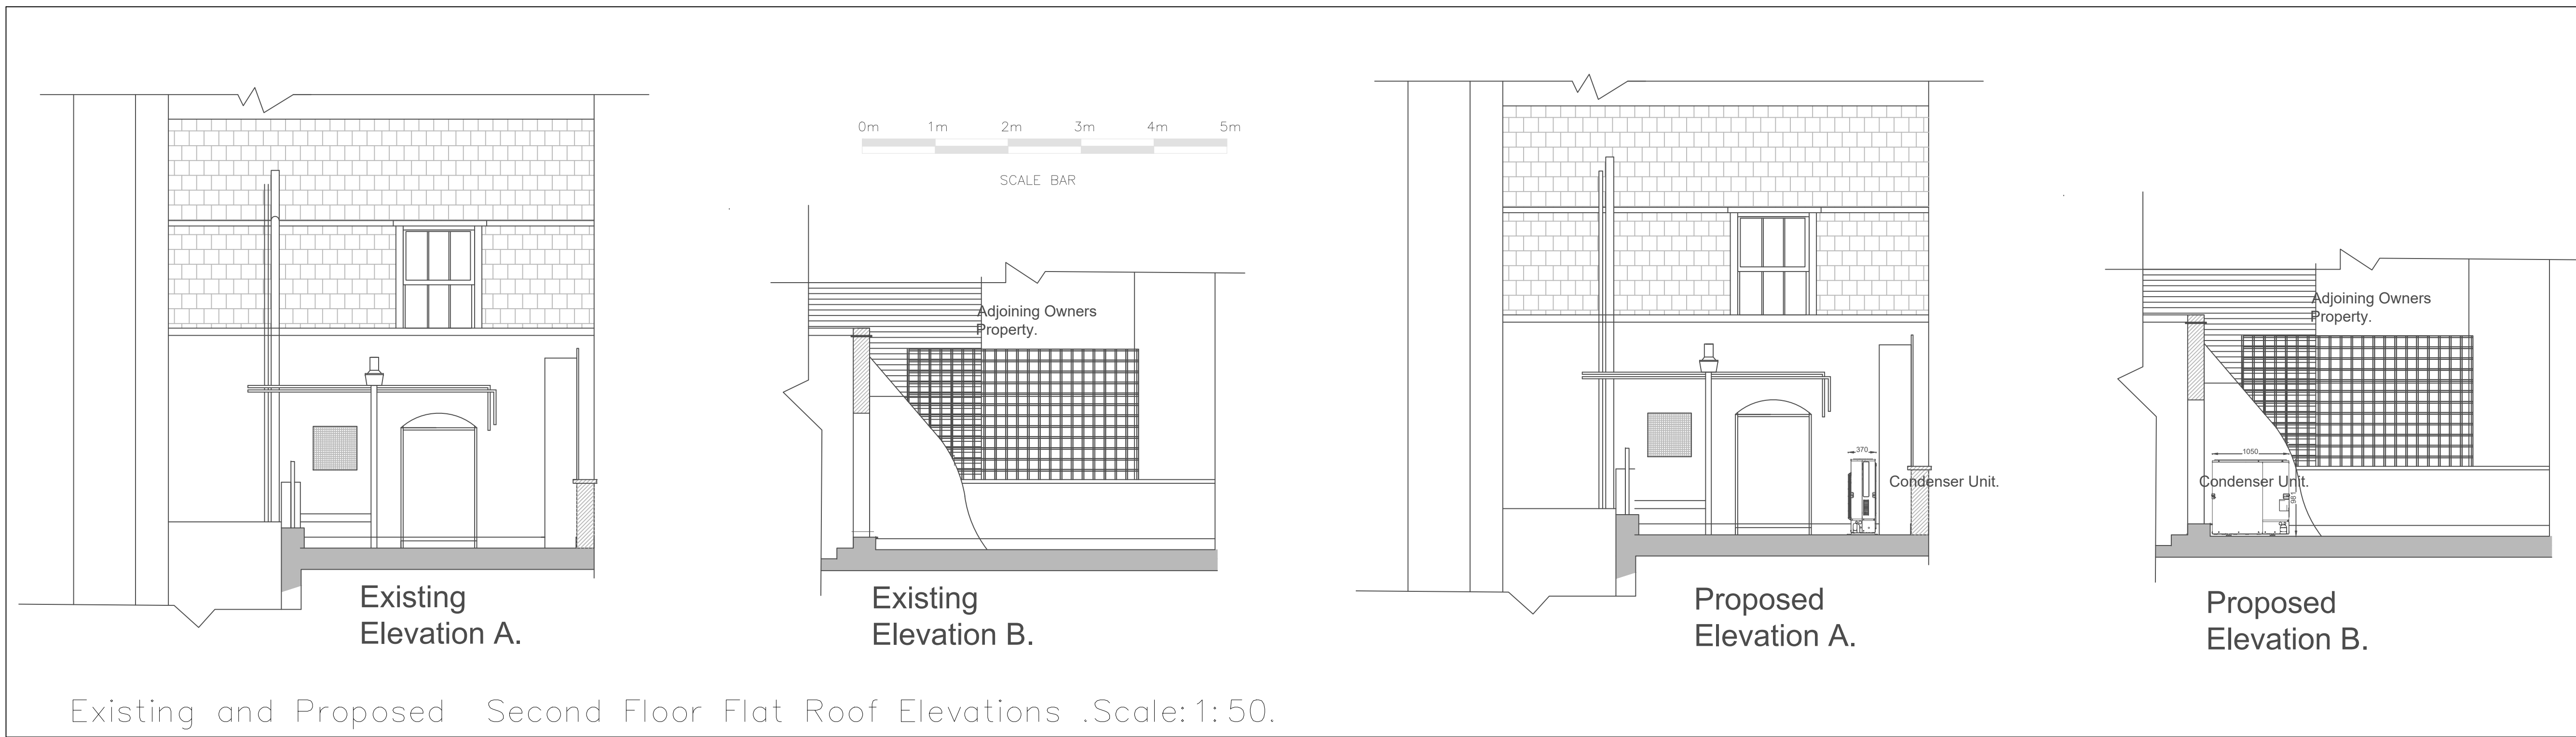 0m 1m 2m 3m 4m 5m
SCALE BAR
Adjoining Owners
Property.
Existing
Elevation A.
Existing
Elevation B.
370
Condenser Unit.
Proposed
Elevation A.
Adjoining Owners
Property.
1050
Condenser Unit.
981
Proposed
Elevation B.
Existing and Proposed Second Floor Flat Roof Elevations .Scale:1:50.